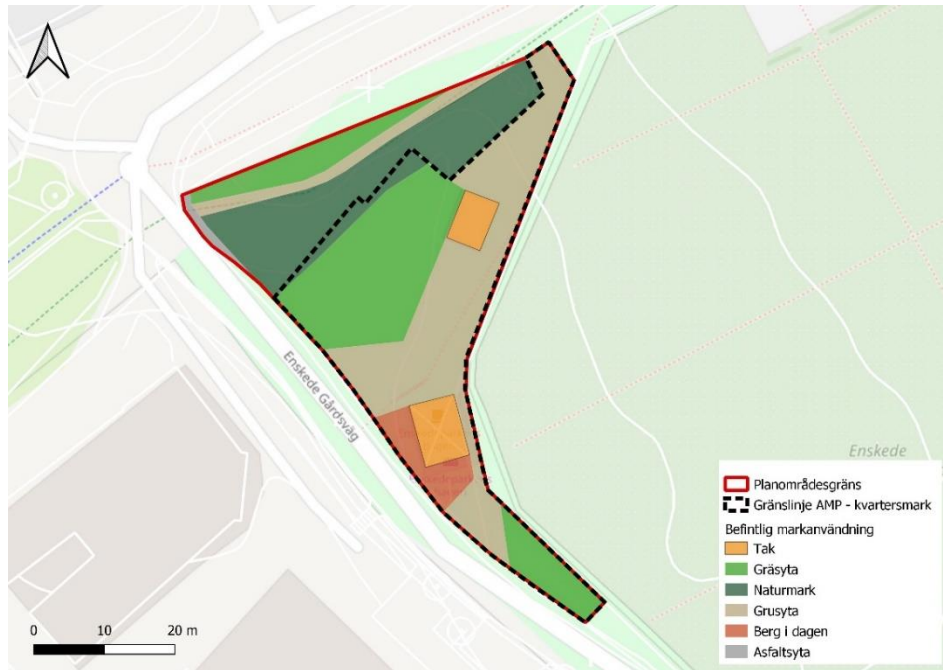 Enskede Gårdsväg
Enskede
Planområdesgräns
Gränslinje AMP - kvartersmark
Befintlig markanvändning
Tak
Gräsyta
Naturmark
Grusyta
Berg i dagen
Asfaltsyta
0 10 20 m